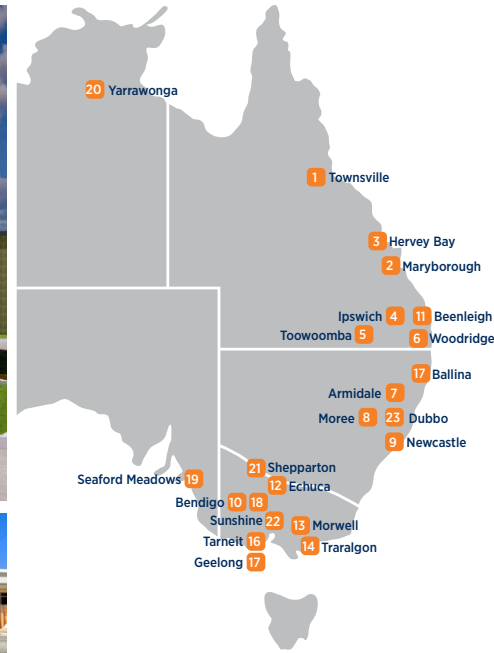 20 Yarrawonga
1 Townsville
3 Hervey Bay
2 Maryborough
Ipswich 4 11 Beenleigh
Toowoomba 5 6 Woodridge
17 Ballina
Armidale 7
Moree 8 23 Dubbo
9 Newcastle
21 Shepparton
Seaford Meadows 19
12 Echuca
Bendigo 10 18
Sunshine 22 13 Morwell
Tarneit 16 14 Traralgon
Geelong 17